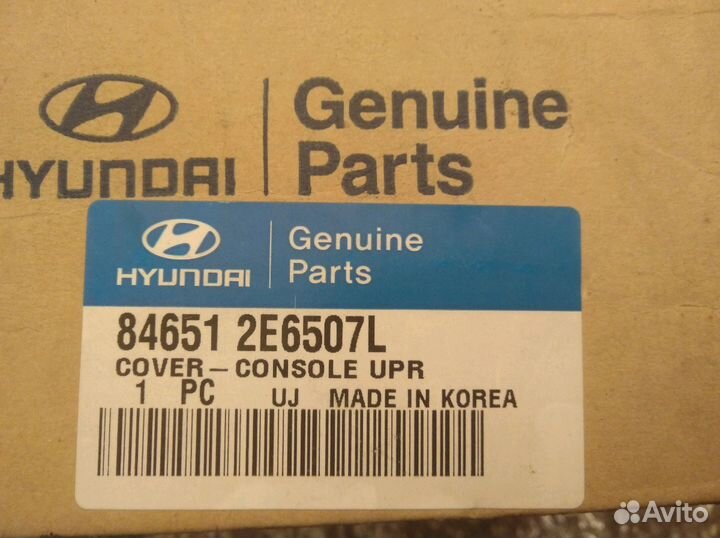 HYUNDAI
Genuine
Parts
HYUNDAI
Genuine
Parts
84651 2E6507L
COVER-CONSOLE UPR
1 PC UJ MADE IN KOREA
Avito